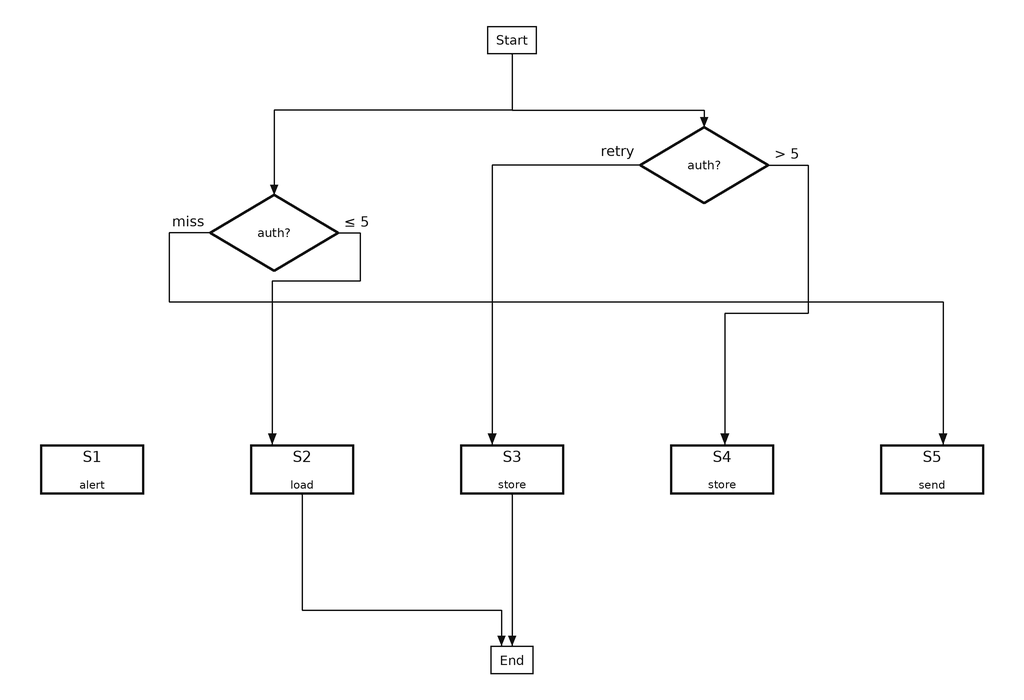 Start
retry
auth?
> 5
miss
auth?
≤ 5
S1
alert
S2
load
S3
store
S4
store
S5
send
End